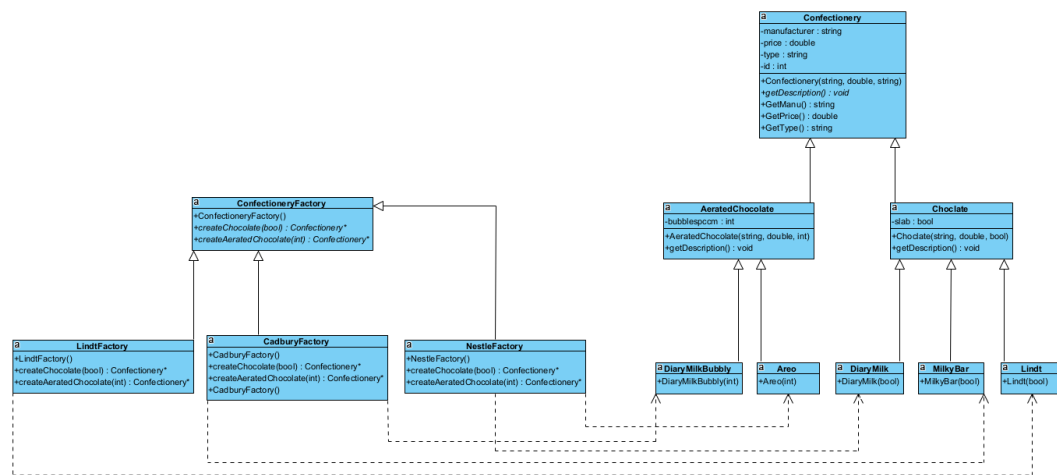 a
Confectionery
-manufacturer : string
-price : double
-type : string
-id : int
+Confectionery(string, double, string)
+getDescription() : void
+GetManu() : string
+GetPrice() : double
+GetType() : string
a
ConfectioneryFactory
+ConfectioneryFactory()
+createChocolate(bool) : Confectionery*
+createAeratedChocolate(int) : Confectionery*
a
AeratedChocolate
-bubblespccm : int
+AeratedChocolate(string, double, int)
+getDescription() : void
a
Choclate
-slab : bool
+Choclate(string, double, bool)
+getDescription() : void
a
LindtFactory
+LindtFactory()
+createChocolate(bool) : Confectionery*
+createAeratedChocolate(int) : Confectionery*
a
CadburyFactory
+CadburyFactory()
+createChocolate(bool) : Confectionery*
+createAeratedChocolate(int) : Confectionery*
+CadburyFactory()
a
NestleFactory
+NestleFactory()
+createChocolate(bool) : Confectionery*
+createAeratedChocolate(int) : Confectionery*
a
DiaryMilkBubbly
+DiaryMilkBubbly(int)
a
Areo
+Areo(int)
a
DiaryMilk
+DiaryMilk(bool)
a
MilkyBar
+MilkyBar(bool)
a
Lindt
+Lindt(bool)